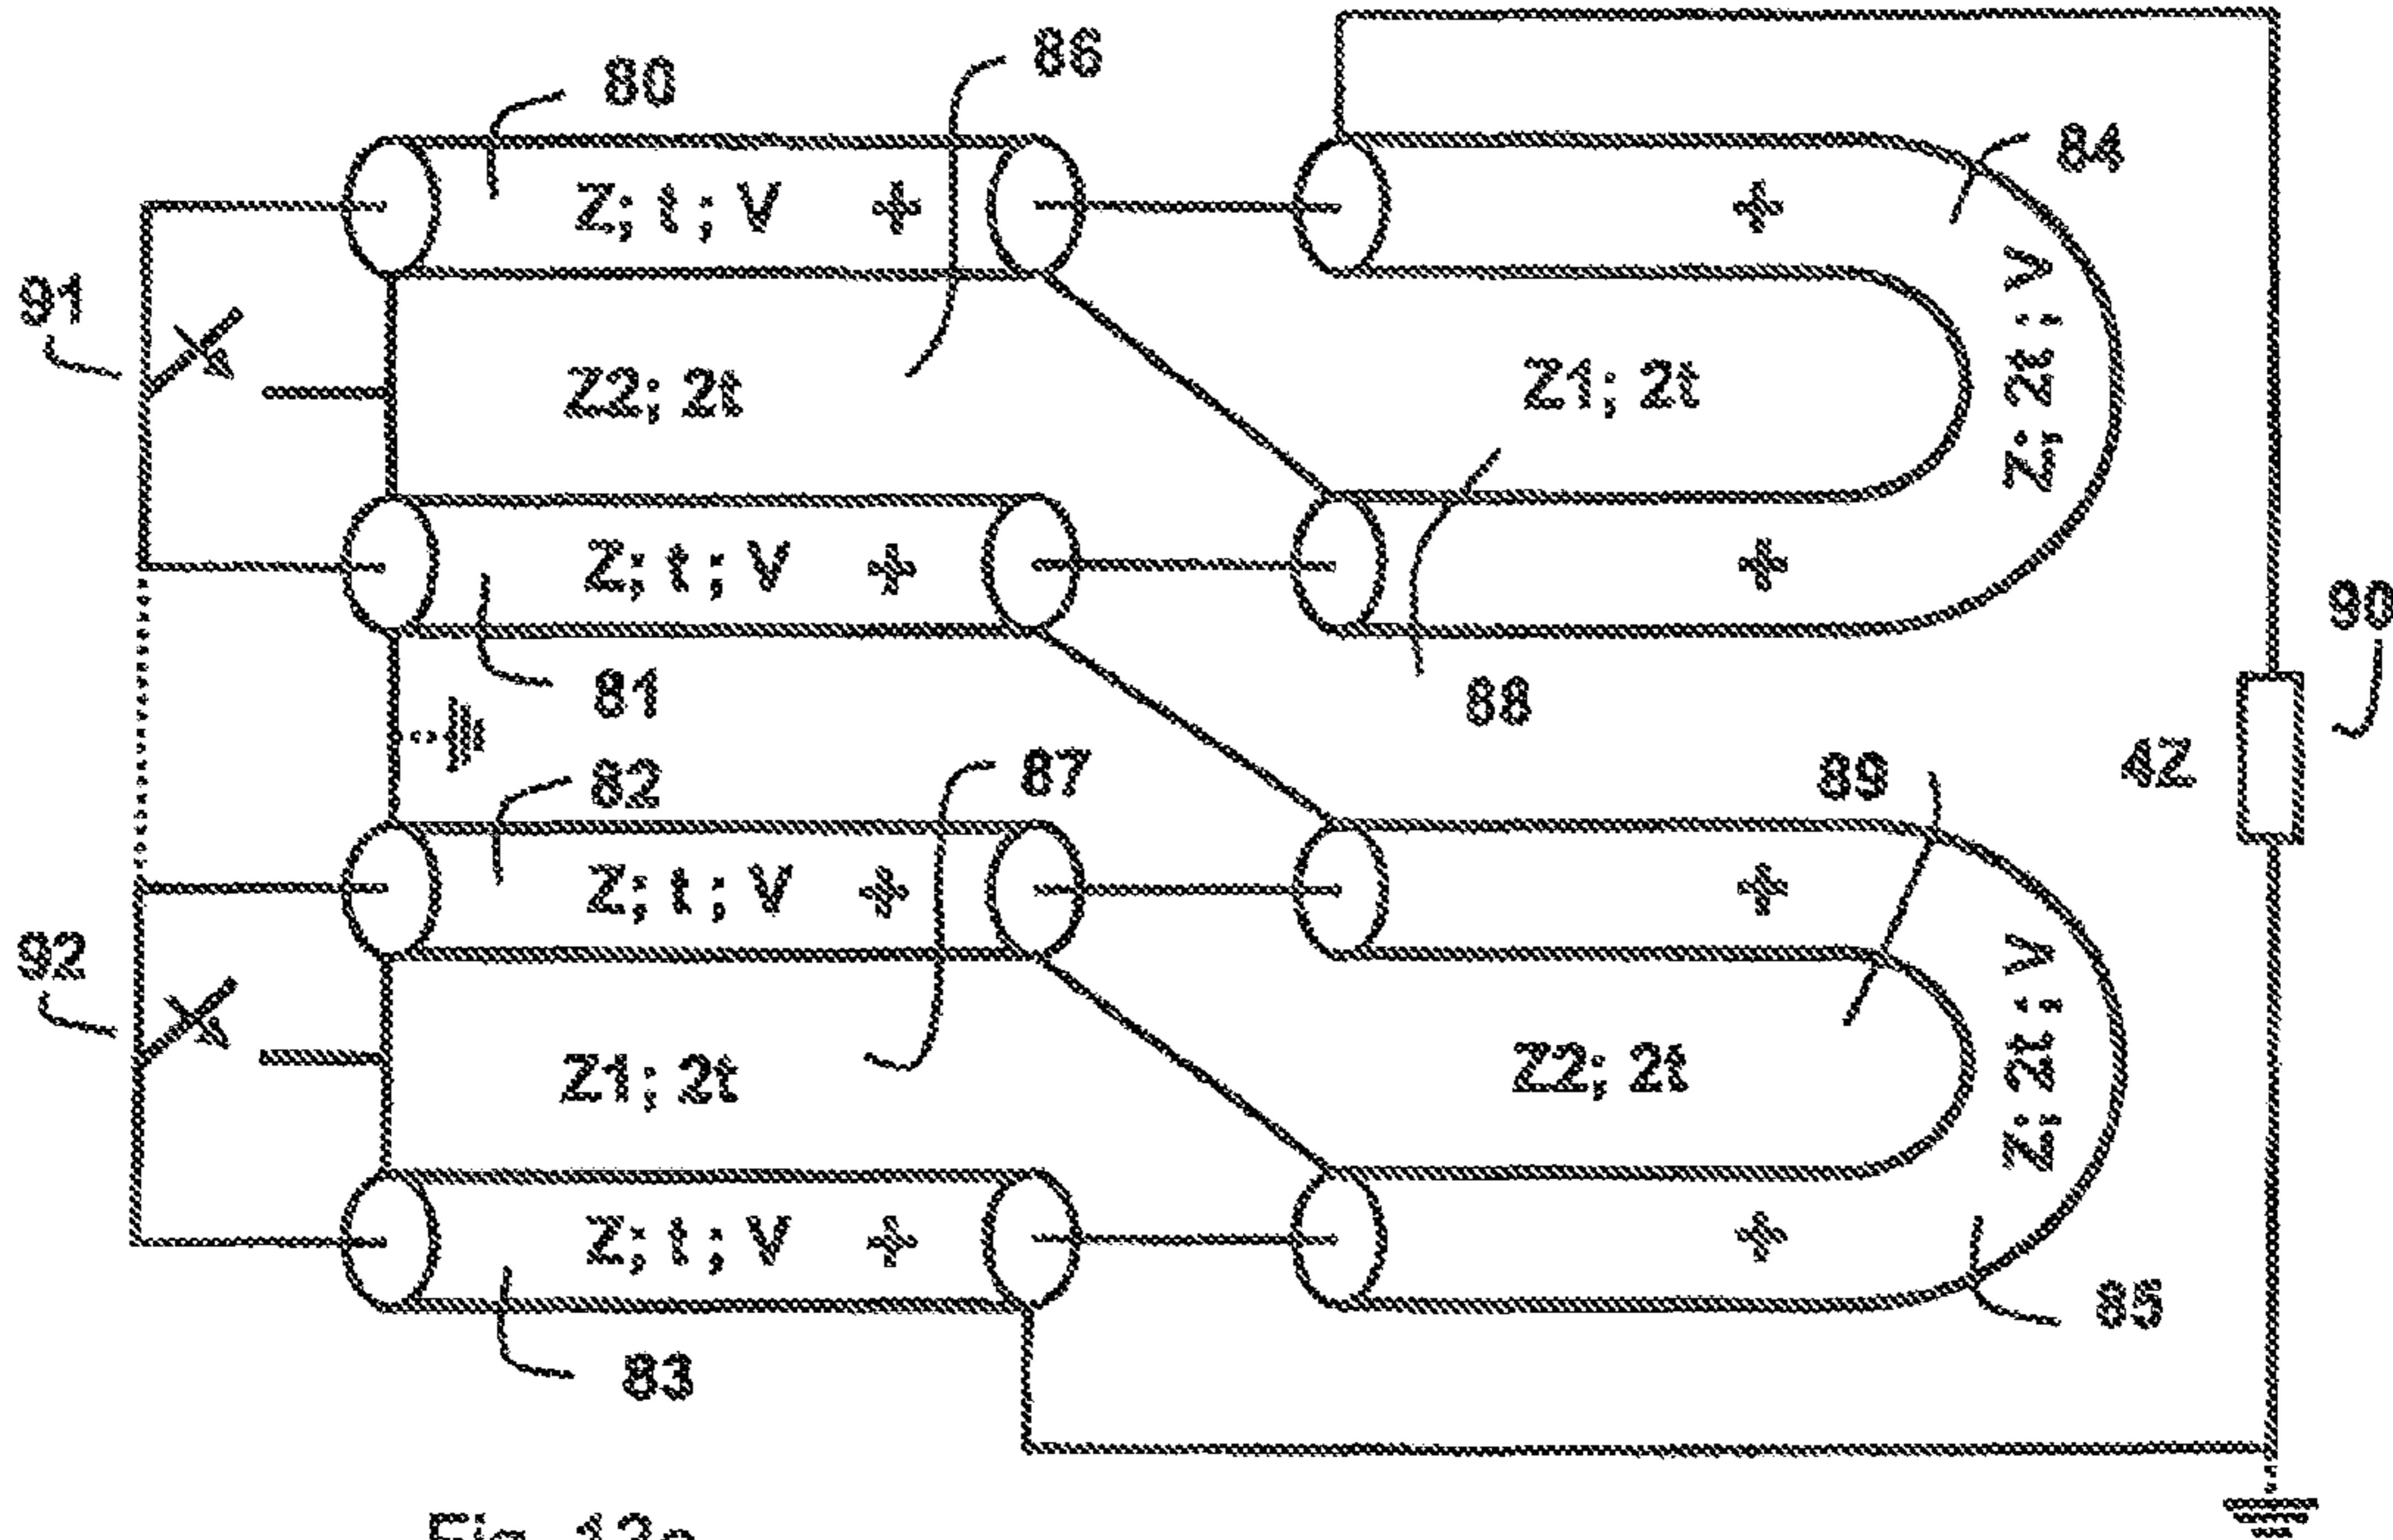 86
80
84
Z; t; V
+
+
91
Z2; 2t
Z1; 2t
Z; 2t; V
Z; t; V
+
+
90
81
88
4Z
82
87
89
Z; t; V
+
+
92
Z1; 2t
Z2; 2t
Z; 2t; V
Z; t; V
+
+
85
83